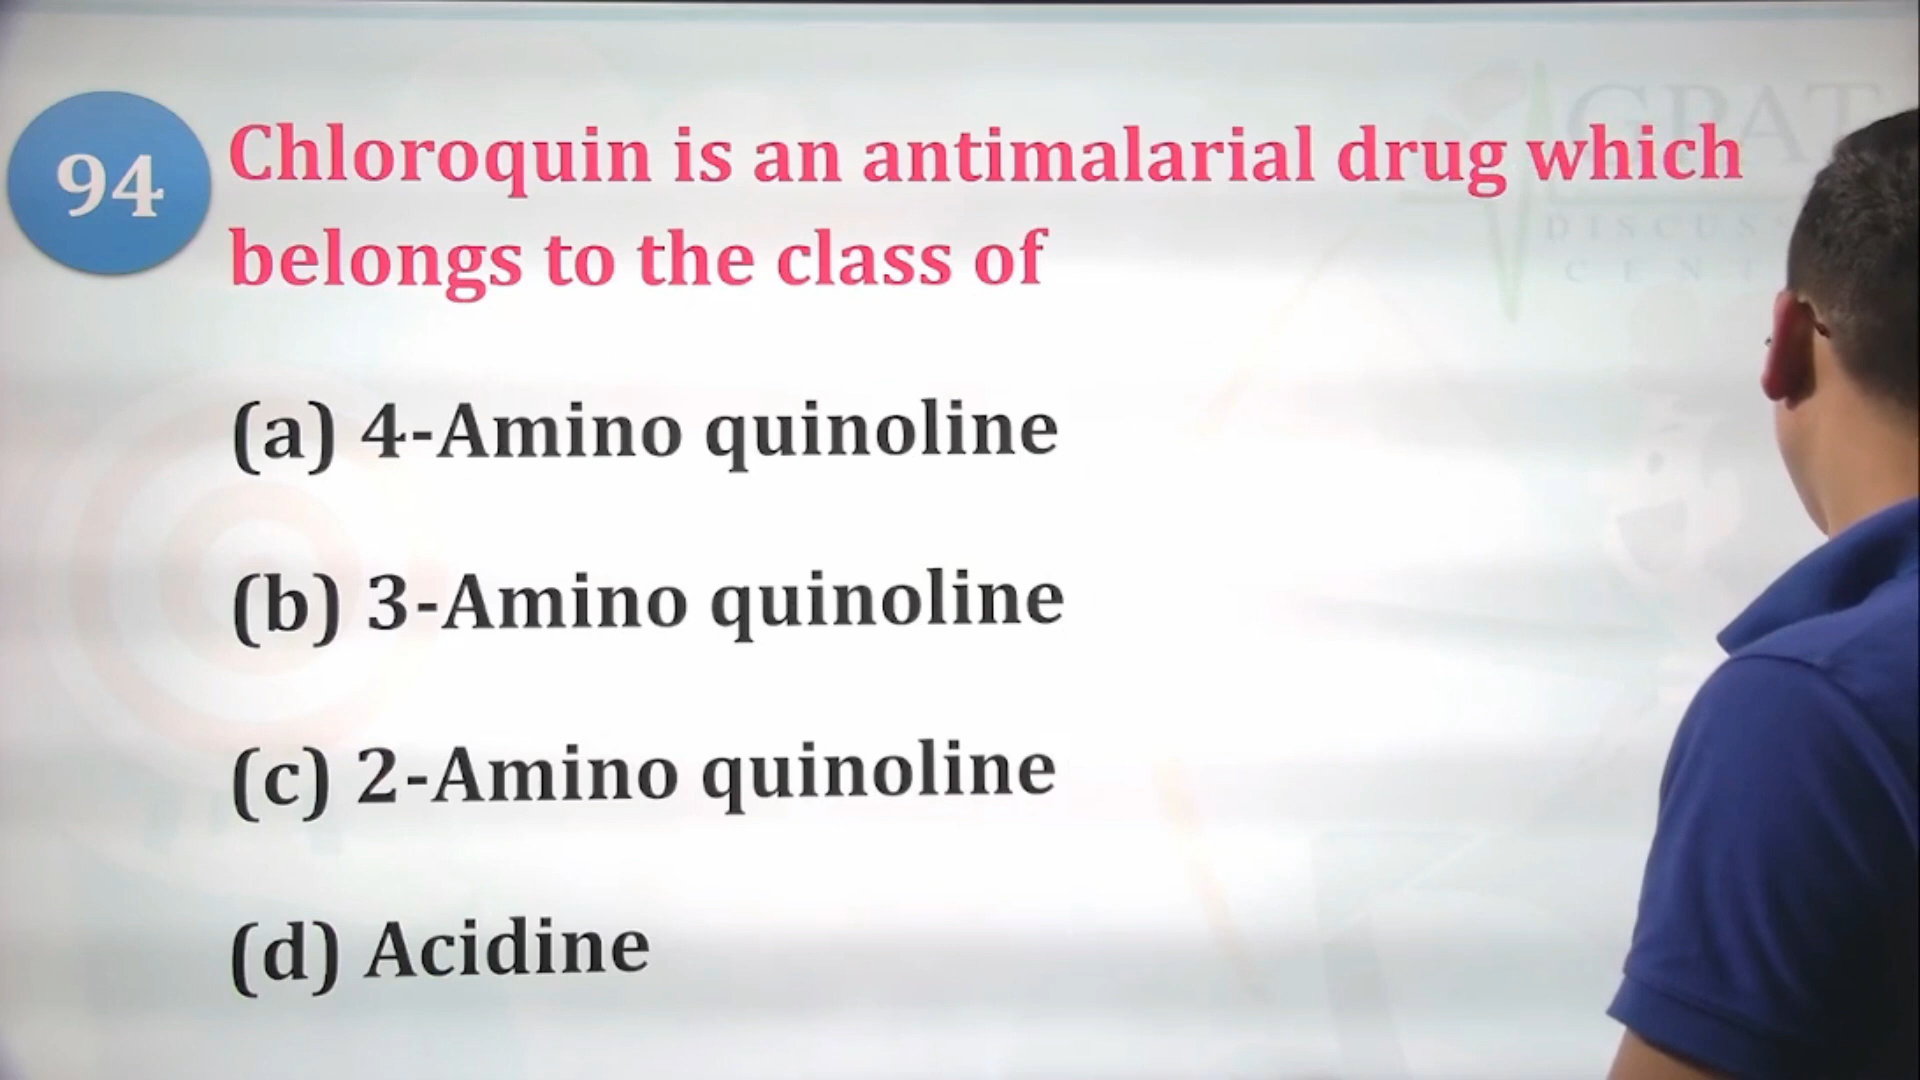 GPAT
94
Chloroquin is an antimalarial drug which
belongs to the class of
(a) 4-Amino quinoline
(b) 3-Amino quinoline
(c) 2-Amino quinoline
(d) Acidine